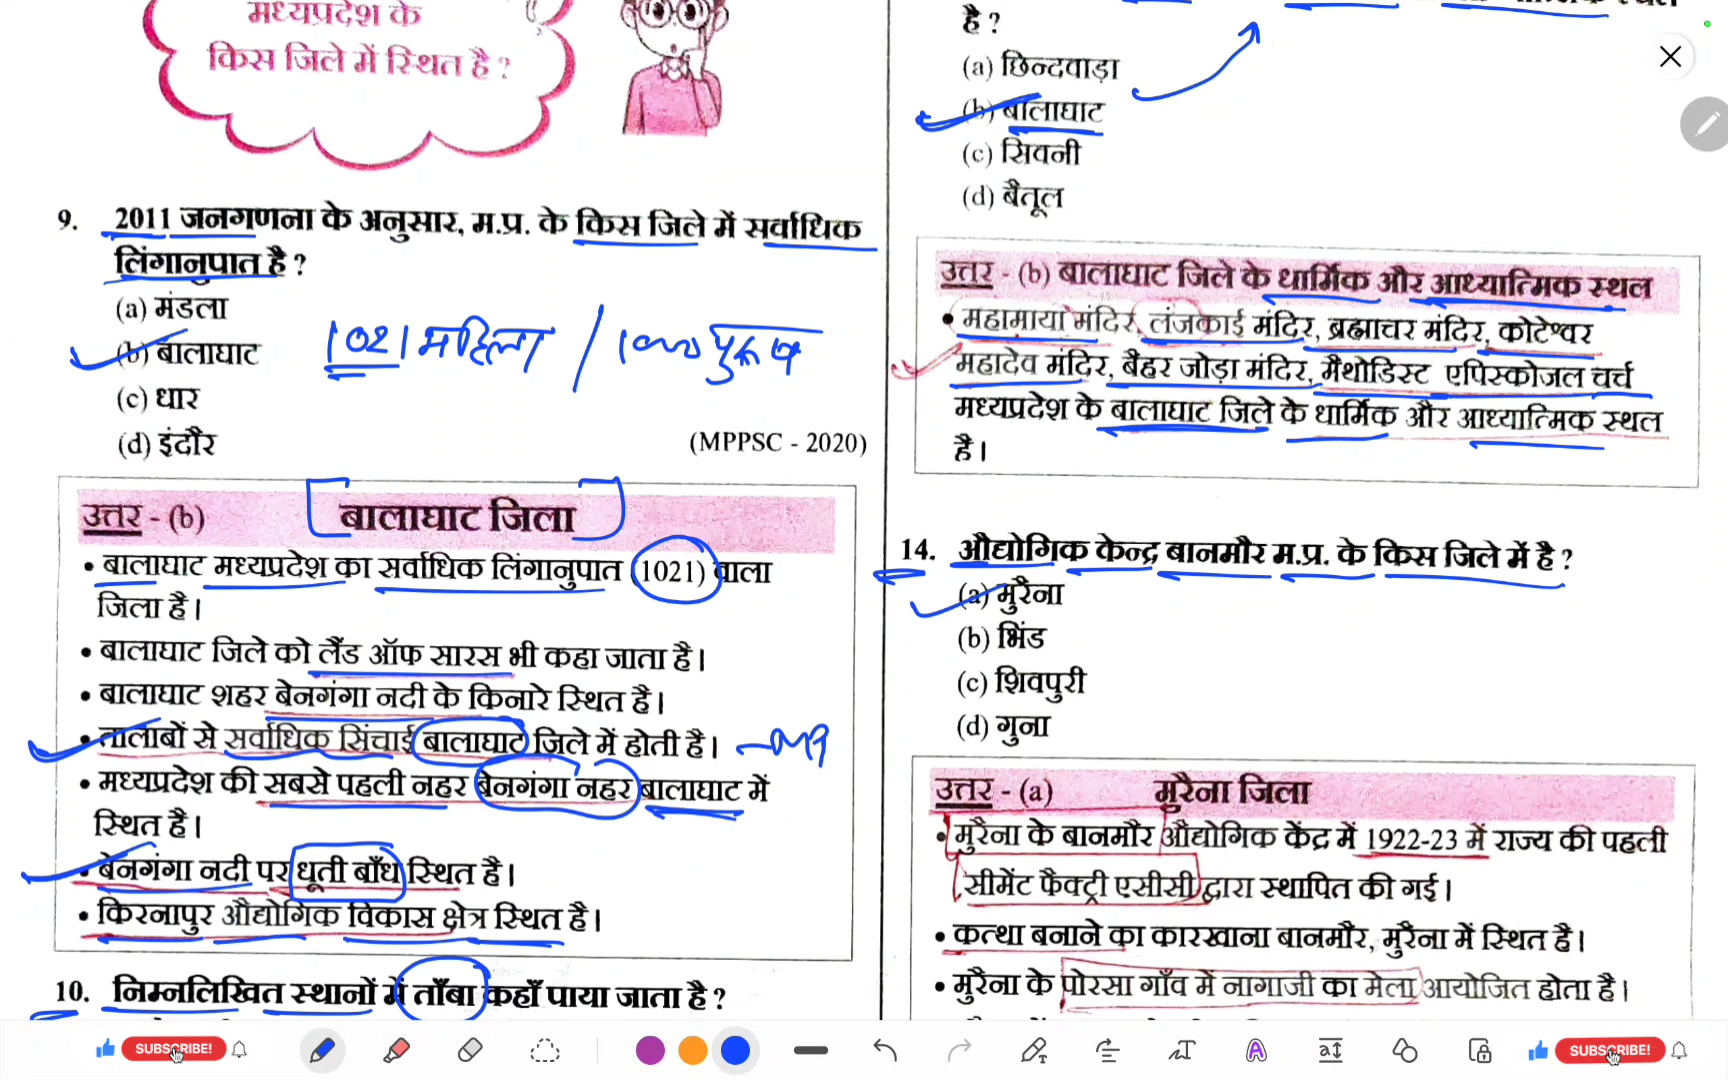 मध्यप्रदेश के
किस जिले में स्थित है ?
9. 2011 जनगणना के अनुसार, म.प्र. के किस जिले में सर्वाधिक
लिंगानुपात है ?
(a) मंडला
(b) बालाघाट
(c) धार
(d) इंदौर
(MPPSC - 2020)
1021 महिला / 1000 पुरूष
उत्तर - (b) बालाघाट जिला
• बालाघाट मध्यप्रदेश का सर्वाधिक लिंगानुपात (1021) वाला
जिला है।
• बालाघाट जिले को लैंड ऑफ सारस भी कहा जाता है।
• बालाघाट शहर बेनगंगा नदी के किनारे स्थित है।
• तालाबों से सर्वाधिक सिंचाई बालाघाट जिले में होती है।
• मध्यप्रदेश की सबसे पहली नहर बेनगंगा नहर बालाघाट में
स्थित है।
• बेनगंगा नदी पर धूती बाँध स्थित है।
• किरनापुर औद्योगिक विकास क्षेत्र स्थित है।
10. निम्नलिखित स्थानों में ताँबा कहाँ पाया जाता है ?
है ?
(a) छिन्दवाड़ा
(b) बालाघाट
(c) सिवनी
(d) बैतूल
उत्तर - (b) बालाघाट जिले के धार्मिक और आध्यात्मिक स्थल
• महामाया मंदिर, लंजकाई मंदिर, ब्रह्माचर मंदिर, कोटेश्वर
महादेव मंदिर, बैहर जोड़ा मंदिर, मैथोडिस्ट एपिस्कोजल चर्च
मध्यप्रदेश के बालाघाट जिले के धार्मिक और आध्यात्मिक स्थल
है।
14. औद्योगिक केन्द्र बानमौर म.प्र. के किस जिले में है ?
(a) मुरैना
(b) भिंड
(c) शिवपुरी
(d) गुना
उत्तर - (a) मुरैना जिला
• मुरैना के बानमौर औद्योगिक केंद्र में 1922-23 में राज्य की पहली
सीमेंट फैक्ट्री एसीसी द्वारा स्थापित की गई।
• कत्था बनाने का कारखाना बानमौर, मुरैना में स्थित है।
• मुरैना के पोरसा गाँव में नागाजी का मेला आयोजित होता है।
SUBSCRIBE!
SUBSCRIBE!